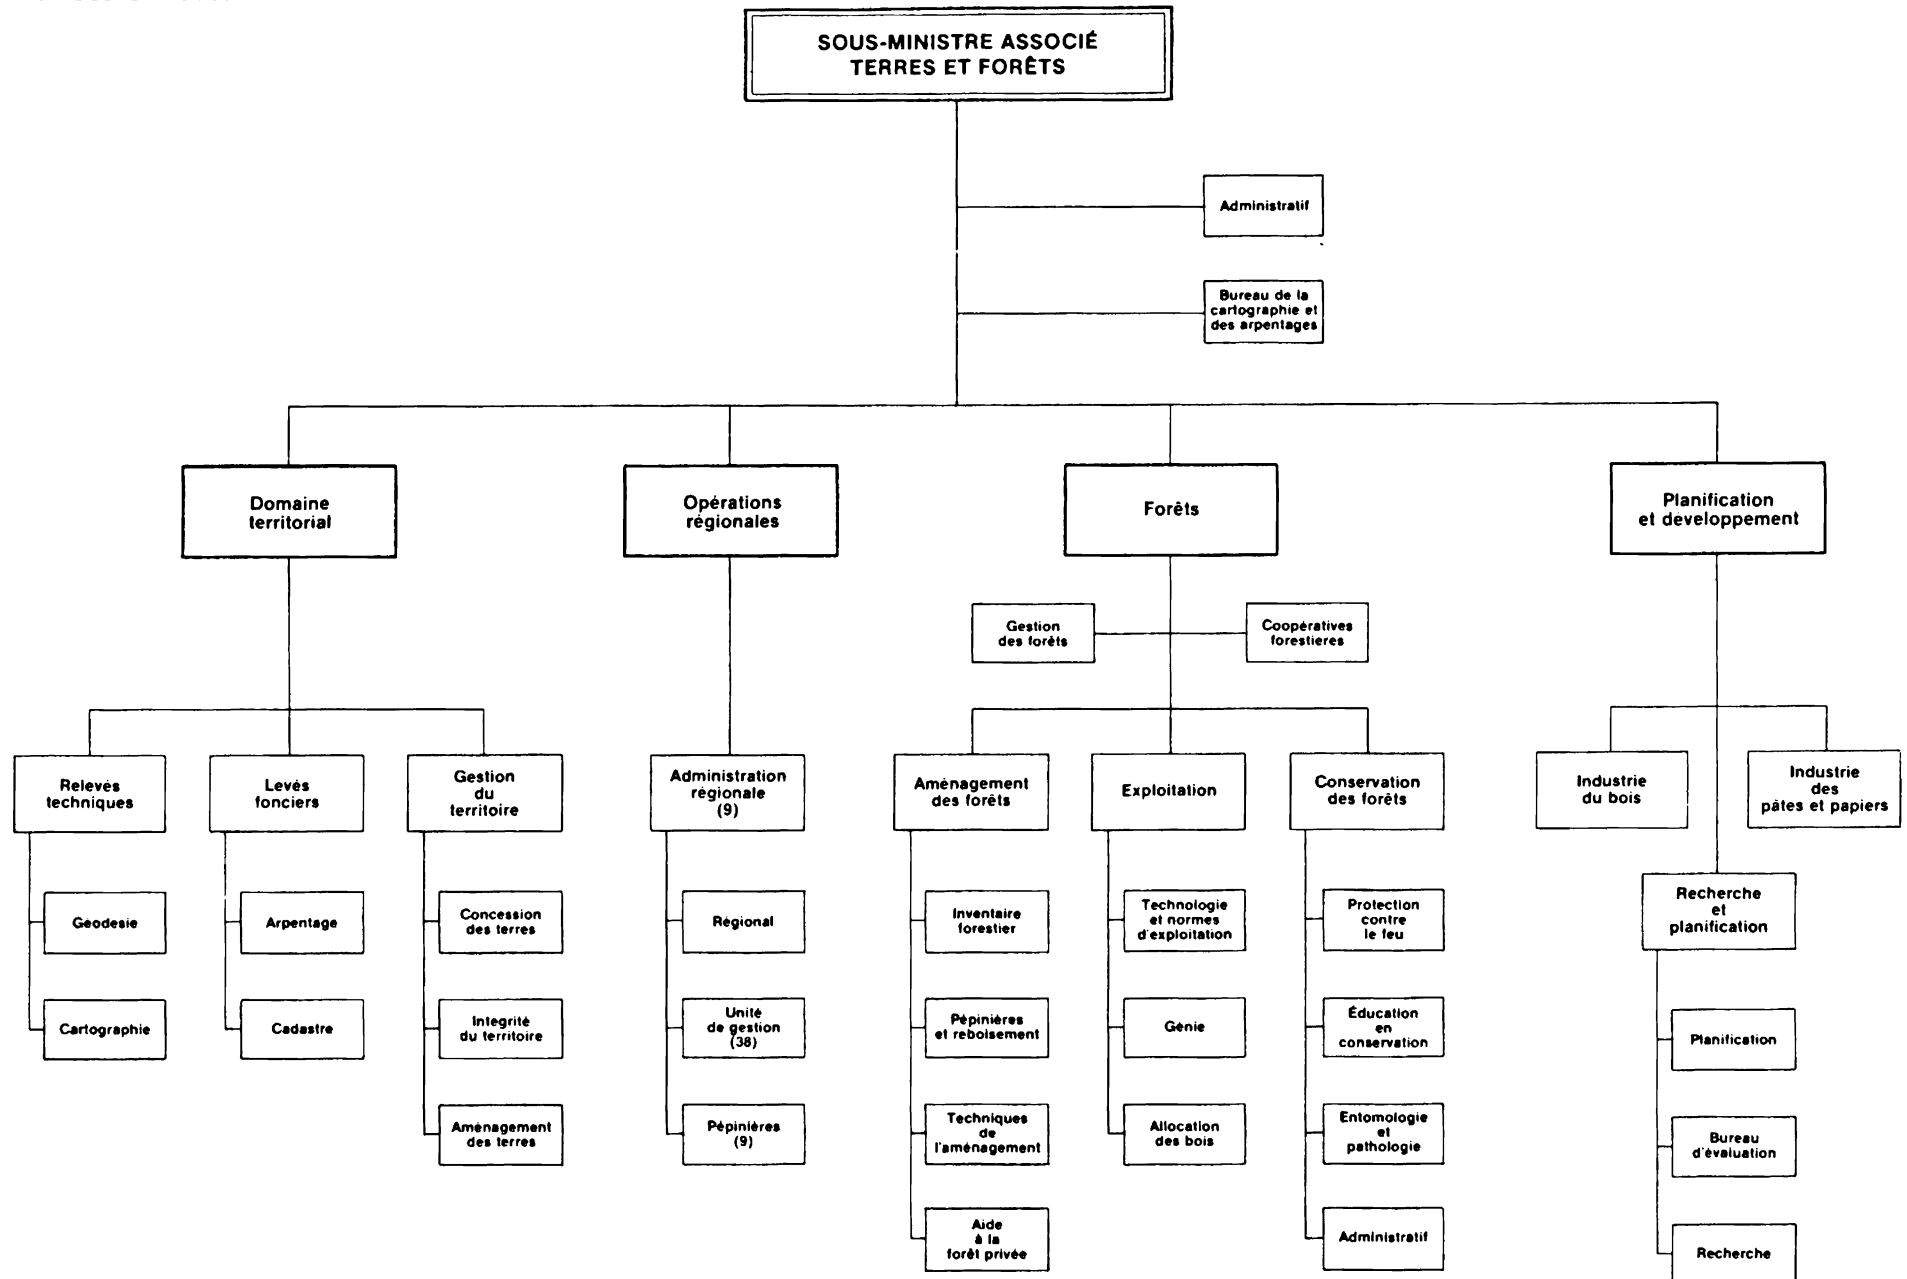 SOUS-MINISTRE ASSOCIÉ
TERRES ET FORÊTS
Administratif
Bureau de la
cartographie et
des arpentages
Domaine
territorial
Opérations
régionales
Forêts
Planification
et développement
Gestion
des forêts
Coopératives
forestieres
Relevés
techniques
Levés
fonciers
Gestion
du
territoire
Administration
régionale
(9)
Aménagement
des forêts
Exploitation
Conservation
des forêts
Industrie
du bois
Industrie
des
pâtes et papiers
Recherche
et
planification
Géodesie
Cartographie
Arpentage
Cadastre
Concession
des terres
Intégrité
du territoire
Aménagement
des terres
Régional
Unité
de gestion
(38)
Pépinières
(9)
Inventaire
forestier
Pépinières
et reboisement
Techniques
de
l'aménagement
Aide
à la
forêt privée
Technologie
et normes
d'exploitation
Génie
Allocation
des bois
Protection
contre
le feu
Éducation
en
conservation
Entomologie
et
pathologie
Administratif
Planification
Bureau
d'évaluation
Recherche